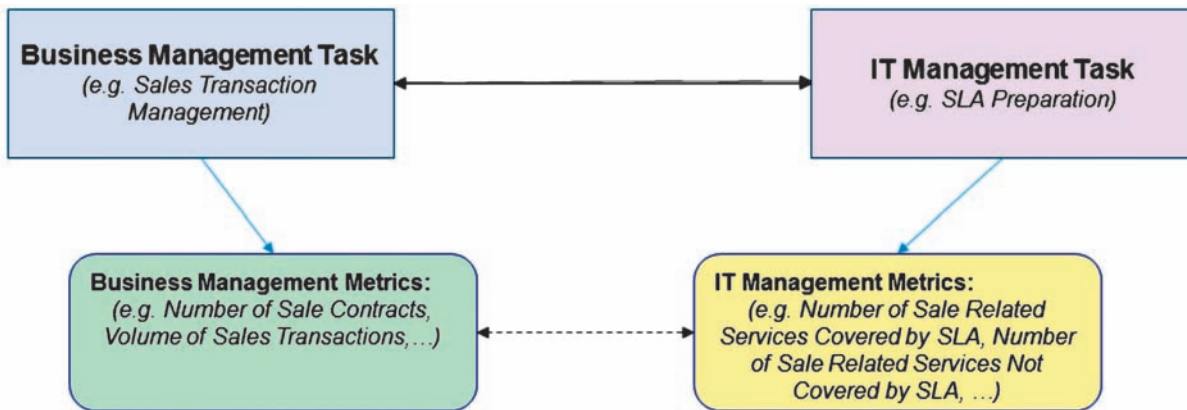 Business Management Task
(e.g. Sales Transaction
Management)
IT Management Task
(e.g. SLA Preparation)
Business Management Metrics:
(e.g. Number of Sale Contracts,
Volume of Sales Transactions,…)
IT Management Metrics:
(e.g. Number of Sale Related
Services Covered by SLA, Number
of Sale Related Services Not
Covered by SLA, …)